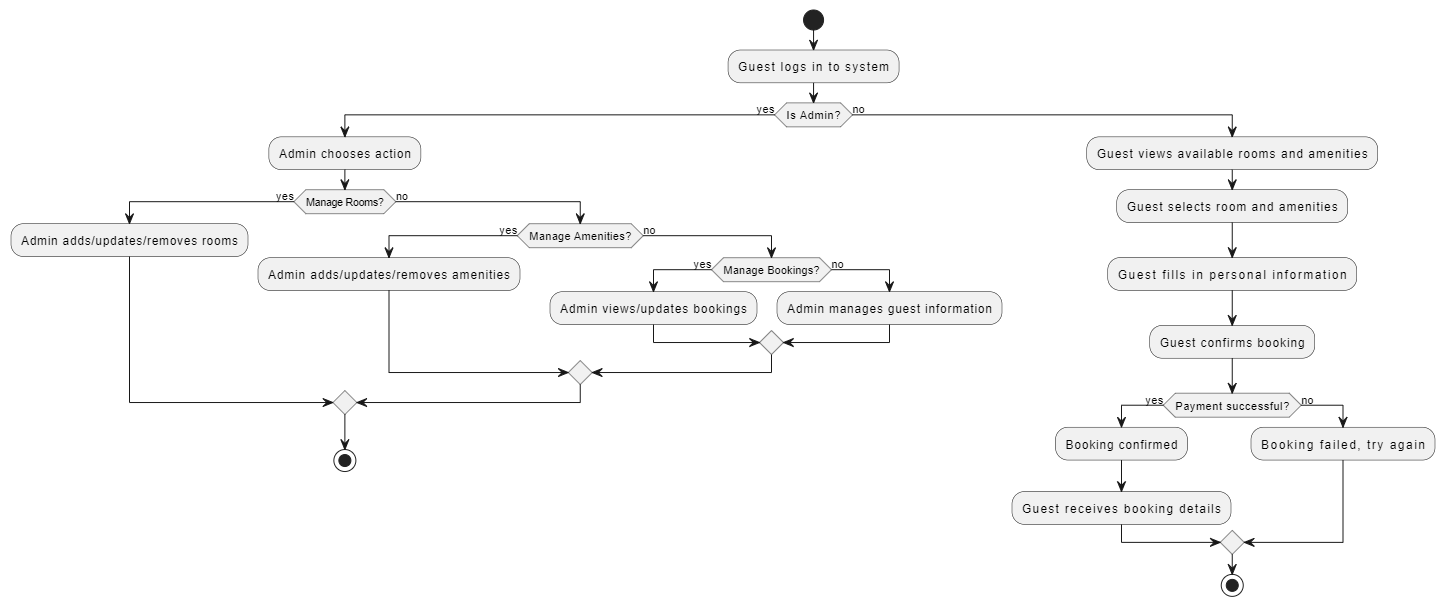 Guest logs in to system
yes
Is Admin?
no
Admin chooses action
Guest views available rooms and amenities
yes
Manage Rooms?
no
Guest selects room and amenities
Admin adds/updates/removes rooms
yes
Manage Amenities?
no
Admin adds/updates/removes amenities
yes
Manage Bookings?
no
Guest fills in personal information
Admin views/updates bookings
Admin manages guest information
Guest confirms booking
yes
Payment successful?
no
Booking confirmed
Booking failed, try again
Guest receives booking details